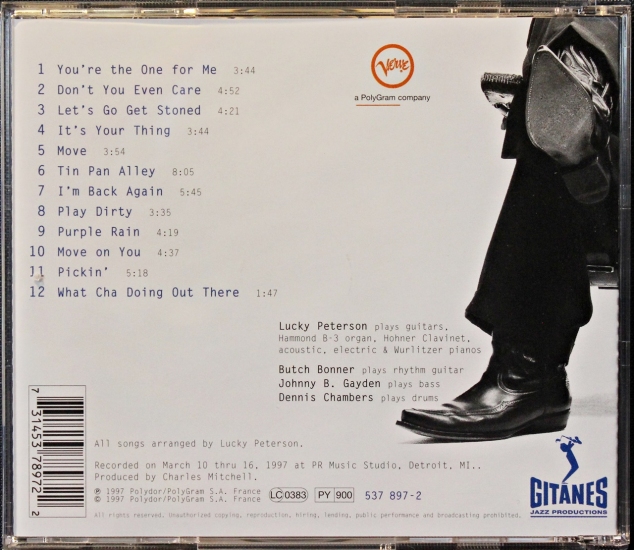 1 You're the One for Me 3:44
2 Don't You Even Care 4:52
3 Let's Go Get Stoned 4:21
4 It's Your Thing 3:44
5 Move 3:54
6 Tin Pan Alley 8:05
7 I'm Back Again 5:45
8 Play Dirty 3:35
9 Purple Rain 4:19
10 Move on You 4:37
11 Pickin' 5:18
12 What Cha Doing Out There 1:47
Verve
a PolyGram company
Lucky Peterson plays guitars,
Hammond B-3 organ, Hohner Clavinet,
acoustic, electric & Wurlitzer pianos
Butch Bonner plays rhythm guitar
Johnny B. Gayden plays bass
Dennis Chambers plays drums
7 31453 78972 2
All songs arranged by Lucky Peterson.
Recorded on March 10 thru 16, 1997 at PR Music Studio, Detroit, MI..
Produced by Charles Mitchell.
℗ 1997 Polydor/PolyGram S.A. France
© 1997 Polydor/PolyGram S.A. France
LC 0383 PY 900 537 897-2
All rights reserved. Unauthorized copying, reproduction, hiring, lending, public performance and broadcasting prohibited.
GITANES
JAZZ PRODUCTIONS